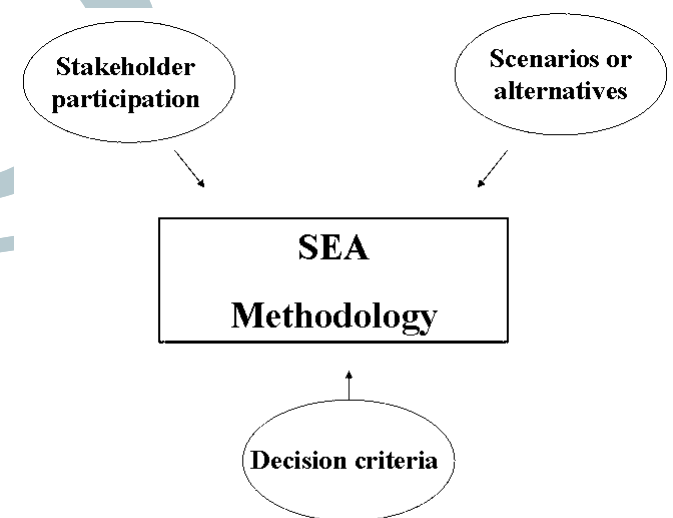 Stakeholder
participation
Scenarios or
alternatives
SEA
Methodology
Decision criteria